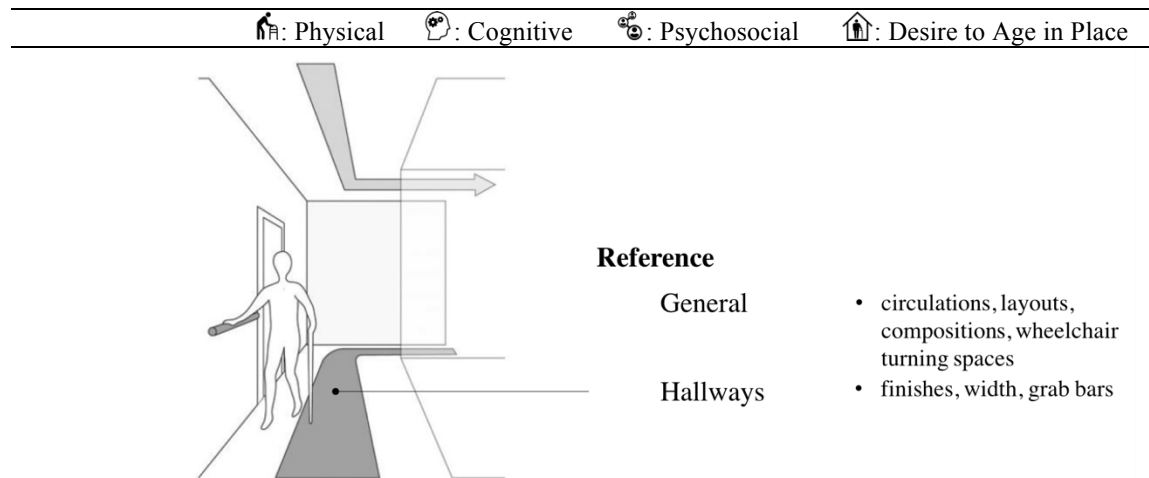 : Physical : Cognitive : Psychosocial : Desire to Age in Place
Reference
General • circulations, layouts,
compositions, wheelchair
turning spaces
Hallways • finishes, width, grab bars